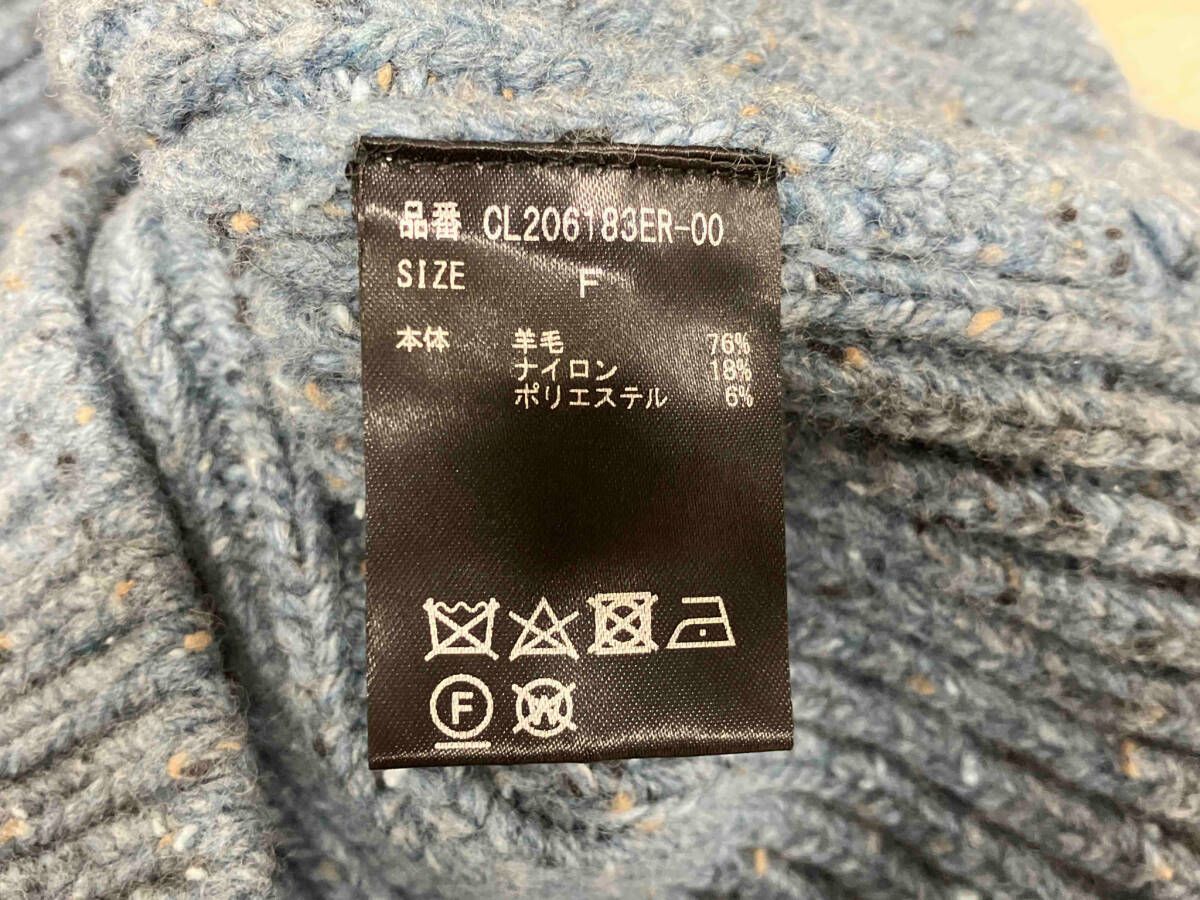 品番 CL206183ER-00
SIZE F
本体 羊毛 76%
ナイロン 18%
ポリエステル 6%
F W